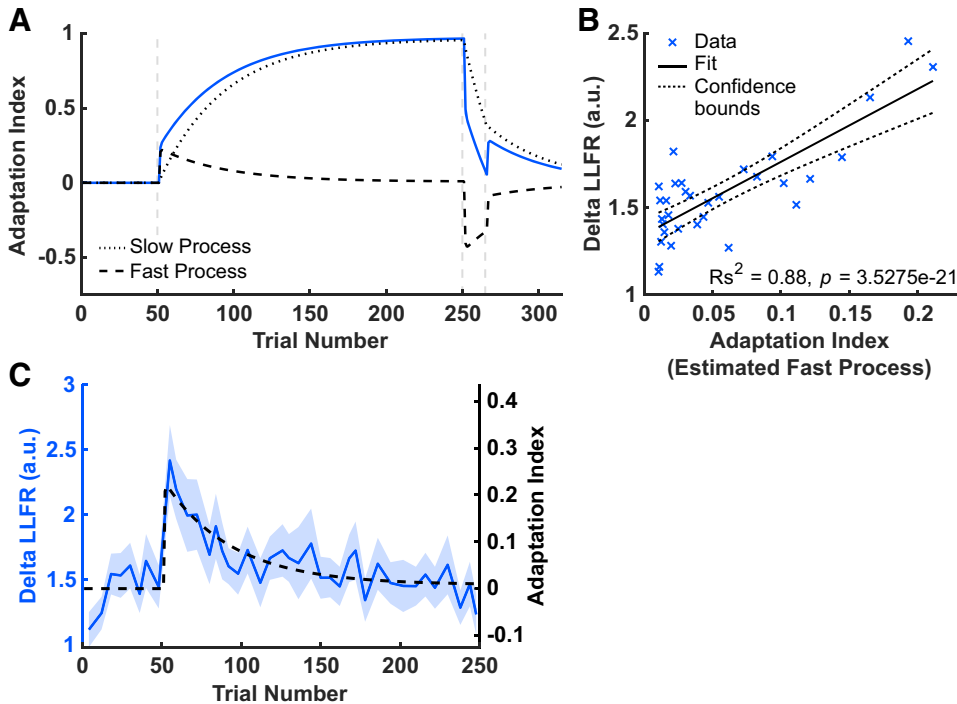 A
Adaptation Index
1
0.5
0
-0.5
Slow Process
Fast Process
0 50 100 150 200 250 300
Trial Number
B
Delta LLFR (a.u.)
2.5
2
1.5
1
Data
Fit
Confidence
bounds
Rs² = 0.88, p = 3.5275e-21
0 0.05 0.1 0.15 0.2
Adaptation Index
(Estimated Fast Process)
C
Delta LLFR (a.u.)
3
2.5
2
1.5
1
0.4
0.3
0.2
0.1
0
-0.1
Adaptation Index
0 50 100 150 200 250
Trial Number